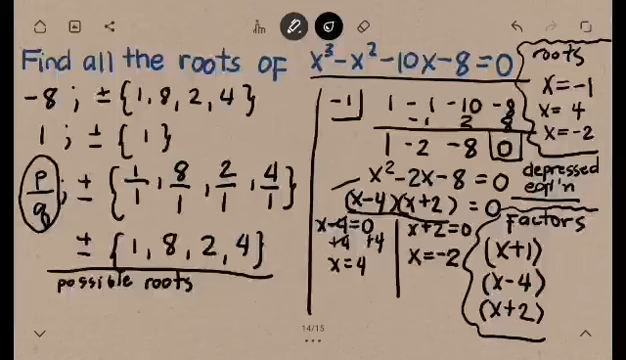 Find all the roots of x³-x²-10x-8=0
-8 ; ±{1,8,2,4}
1 ; ±{1}
p/q ; ±{1/1, 8/1, 2/1, 4/1}
±{1,8,2,4}
possible roots
-1 | 1 -1 -10 -8
-1 2 8
1 -2 -8 0
x²-2x-8=0 depressed eqt'n
(x-4)(x+2)=0
x-4=0 x+2=0
+4 +4 x=-2
x=4
roots
x=-1
x=4
x=-2
Factors
(x+1)
(x-4)
(x+2)
14/15